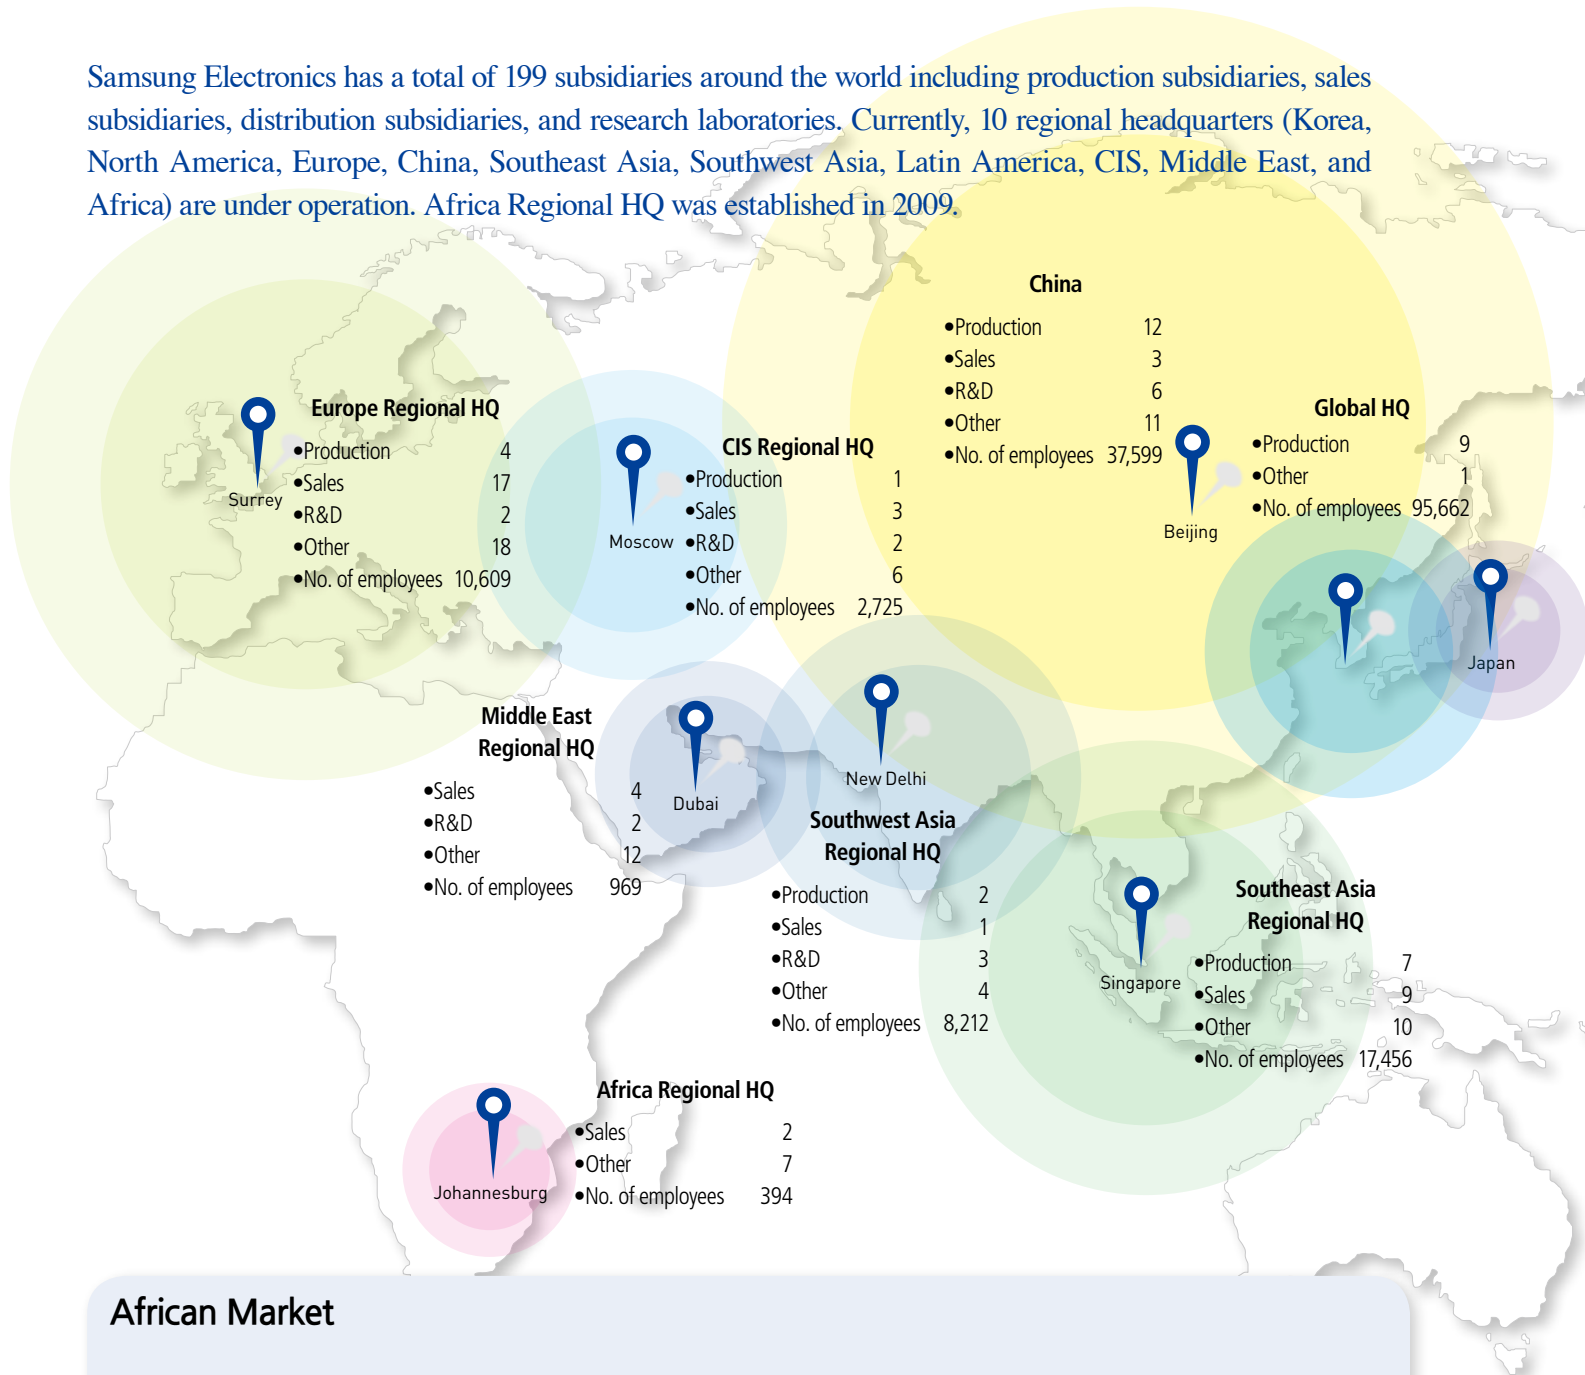 Samsung Electronics has a total of 199 subsidiaries around the world including production subsidiaries, sales
subsidiaries, distribution subsidiaries, and research laboratories. Currently, 10 regional headquarters (Korea,
North America, Europe, China, Southeast Asia, Southwest Asia, Latin America, CIS, Middle East, and
Africa) are under operation. Africa Regional HQ was established in 2009.
China
•Production 12
•Sales 3
•R&D 6
•Other 11
•No. of employees 37,599
Beijing
Global HQ
•Production 9
•Other 1
•No. of employees 95,662
Japan
Europe Regional HQ
•Production 4
•Sales 17
•R&D 2
•Other 18
•No. of employees 10,609
Surrey
CIS Regional HQ
•Production 1
•Sales 3
•R&D 2
•Other 6
•No. of employees 2,725
Moscow
Middle East
Regional HQ
•Sales 4
•R&D 2
•Other 12
•No. of employees 969
Dubai
New Delhi
Southwest Asia
Regional HQ
•Production 2
•Sales 1
•R&D 3
•Other 4
•No. of employees 8,212
Southeast Asia
Regional HQ
•Production 7
•Sales 9
•Other 10
•No. of employees 17,456
Singapore
Africa Regional HQ
•Sales 2
•Other 7
•No. of employees 394
Johannesburg
African Market